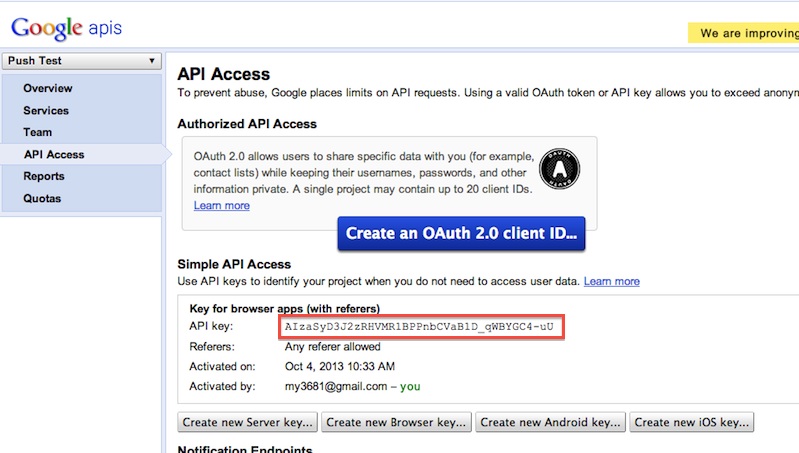 Google apis
We are improving
Push Test
Overview
Services
Team
API Access
Reports
Quotas
API Access
To prevent abuse, Google places limits on API requests. Using a valid OAuth token or API key allows you to exceed anonym
Authorized API Access
OAuth 2.0 allows users to share specific data with you (for example,
contact lists) while keeping their usernames, passwords, and other
information private. A single project may contain up to 20 client IDs.
Learn more
OAUTH
A
Create an OAuth 2.0 client ID...
Simple API Access
Use API keys to identify your project when you do not need to access user data. Learn more
Key for browser apps (with referers)
API key: AIzaSyD3J2zRHVMR1BPPnbCVaB1D_qWBYGC4-uU
Referers: Any referer allowed
Activated on: Oct 4, 2013 10:33 AM
Activated by: my3681@gmail.com – you
Create new Server key... Create new Browser key... Create new Android key... Create new iOS key...
Notification Endpoints